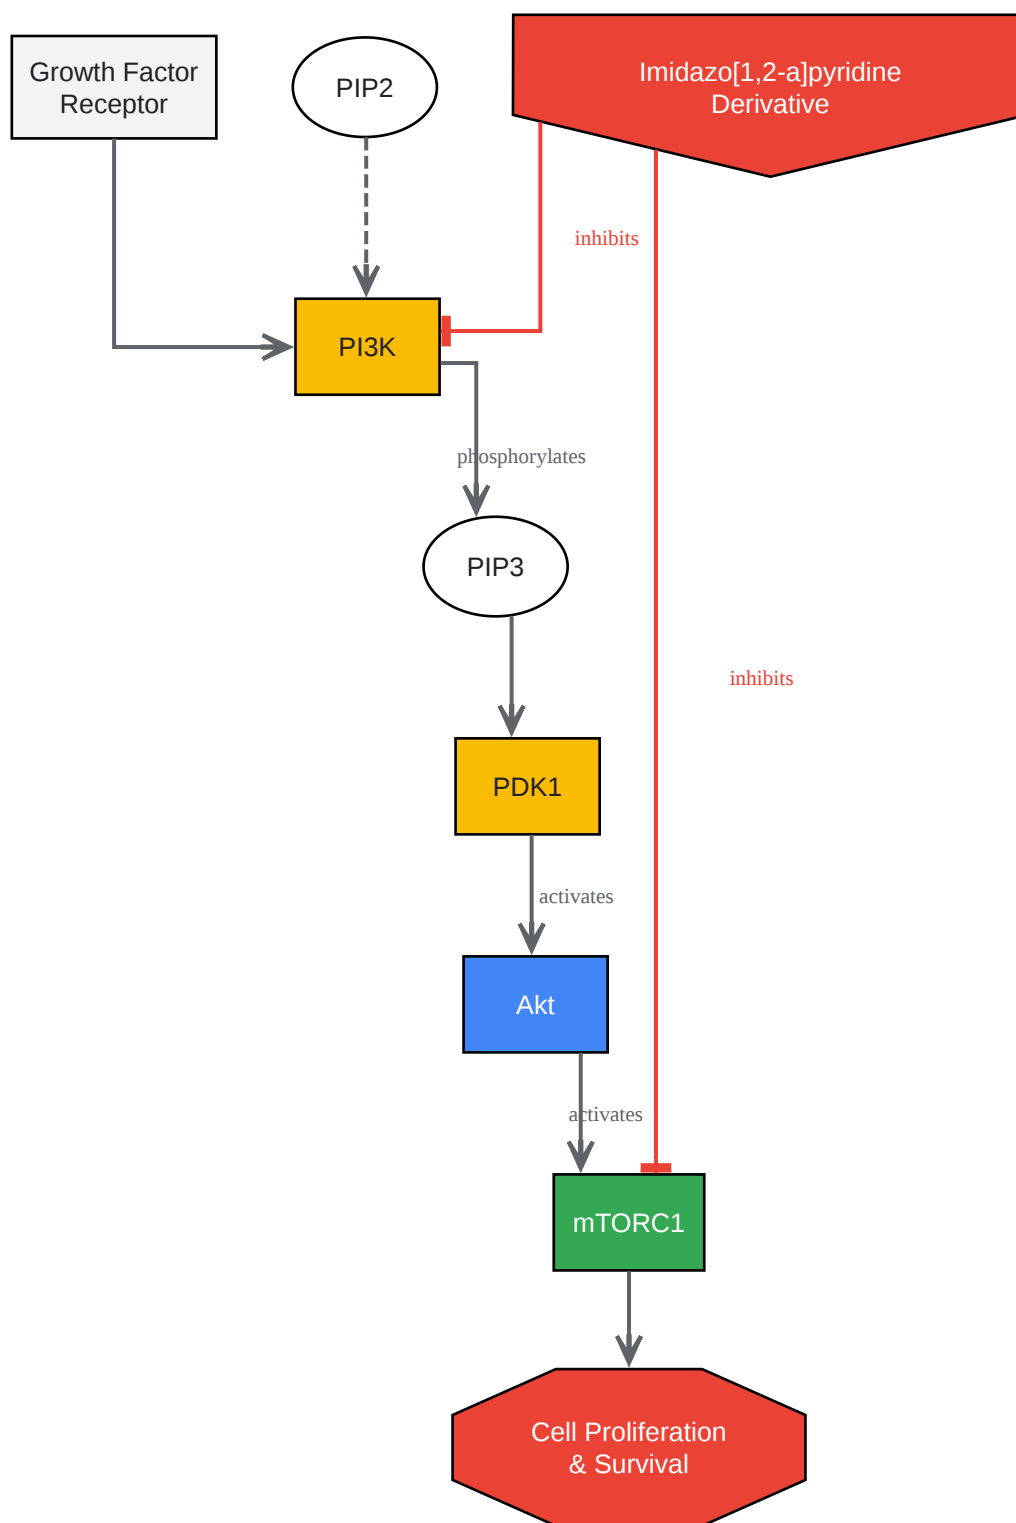 Growth Factor
Receptor
PIP2
Imidazo[1,2-a]pyridine
Derivative
inhibits
PI3K
phosphorylates
PIP3
inhibits
PDK1
activates
Akt
activates
mTORC1
Cell Proliferation
& Survival